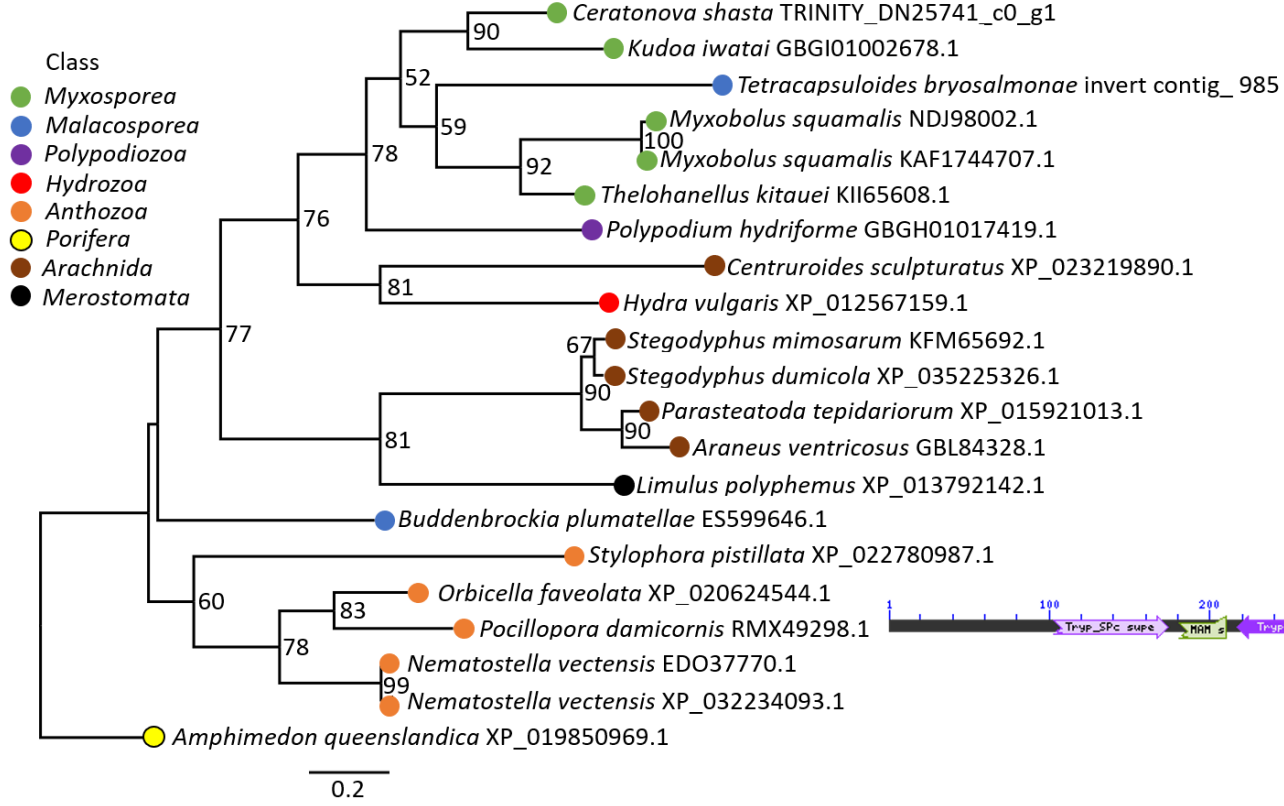 Class
Myxosporea
Malacosporea
Polypodiozoa
Hydrozoa
Anthozoa
Porifera
Arachnida
Merostomata
Ceratonova shasta TRINITY_DN25741_c0_g1
90
Kudoa iwatai GBGI01002678.1
52
Tetracapsuloides bryosalmonae invert contig_ 985
59
Myxobolus squamalis NDJ98002.1
100
Myxobolus squamalis KAF1744707.1
78
92
Thelohanellus kitauei KII65608.1
76
Polypodium hydriforme GBGH01017419.1
Centruroides sculpturatus XP_023219890.1
81
Hydra vulgaris XP_012567159.1
77
67
Stegodyphus mimosarum KFM65692.1
Stegodyphus dumicola XP_035225326.1
90
Parasteatoda tepidariorum XP_015921013.1
90
Araneus ventricosus GBL84328.1
81
Limulus polyphemus XP_013792142.1
Buddenbrockia plumatellae ES599646.1
Stylophora pistillata XP_022780987.1
60
Orbicella faveolata XP_020624544.1
83
Pocillopora damicornis RMX49298.1
1 100 200
Tryp_SPc supe MAM s Tryp
78
Nematostella vectensis EDO37770.1
99
Nematostella vectensis XP_032234093.1
Amphimedon queenslandica XP_019850969.1
0.2